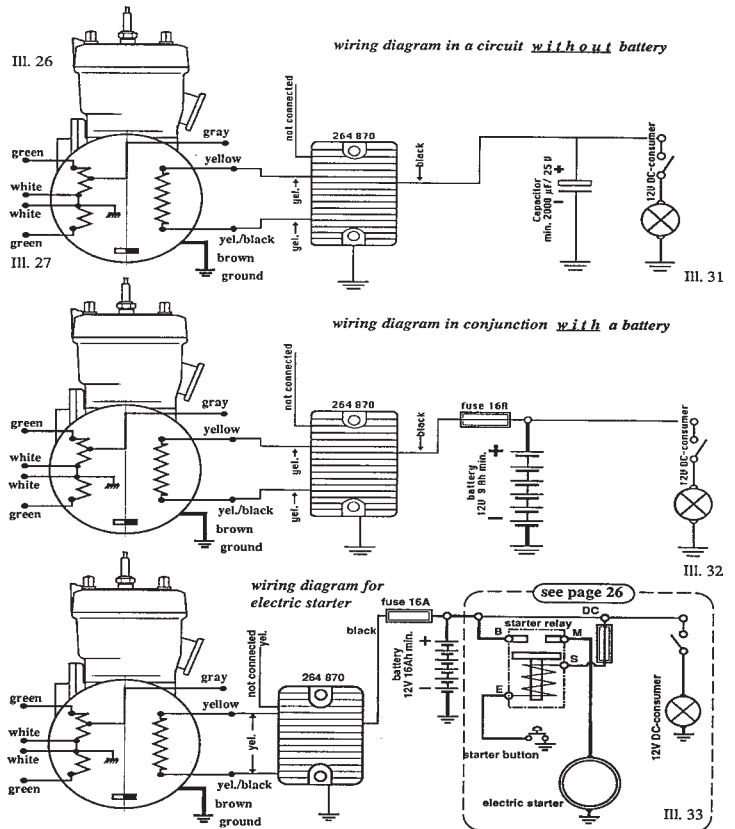 wiring diagram in a circuit without battery
Ill. 26
not connected
264 870
gray
green
yellow
yel.
black
white
white
Capacitor
min. 2000 µF/ 25 V
+
−
12V DC-consumer
yel.
green
yel./black
Ill. 27
brown
ground
Ill. 31
wiring diagram in conjunction with a battery
not connected
264 870
gray
fuse 16A
green
yellow
black
yel.
white
white
battery
12V 9 Ah min.
+
−
12V DC-consumer
yel.
green
yel./black
brown
ground
Ill. 32
wiring diagram for
electric starter
see page 26
fuse 16A
DC
starter relay
black
B
M
not connected
yel.
264 870
battery
12V 16Ah min.
+
−
S
E
gray
green
yellow
yel.
white
white
12V DC-consumer
starter button
green
yel./black
brown
ground
electric starter
Ill. 33